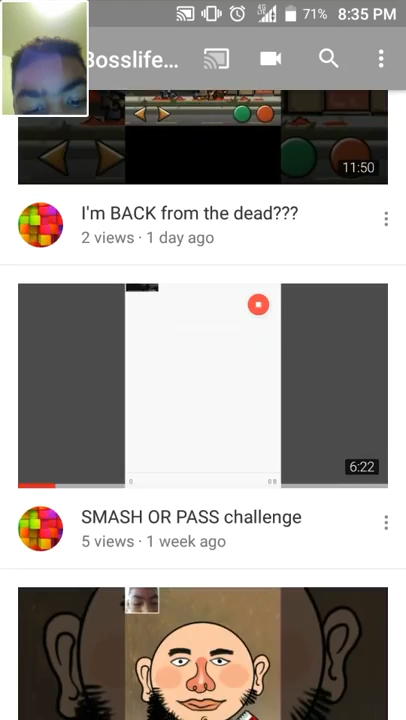 71% 8:35 PM
Bosslife...
11:50
I'm BACK from the dead???
2 views · 1 day ago
6:22
SMASH OR PASS challenge
5 views · 1 week ago